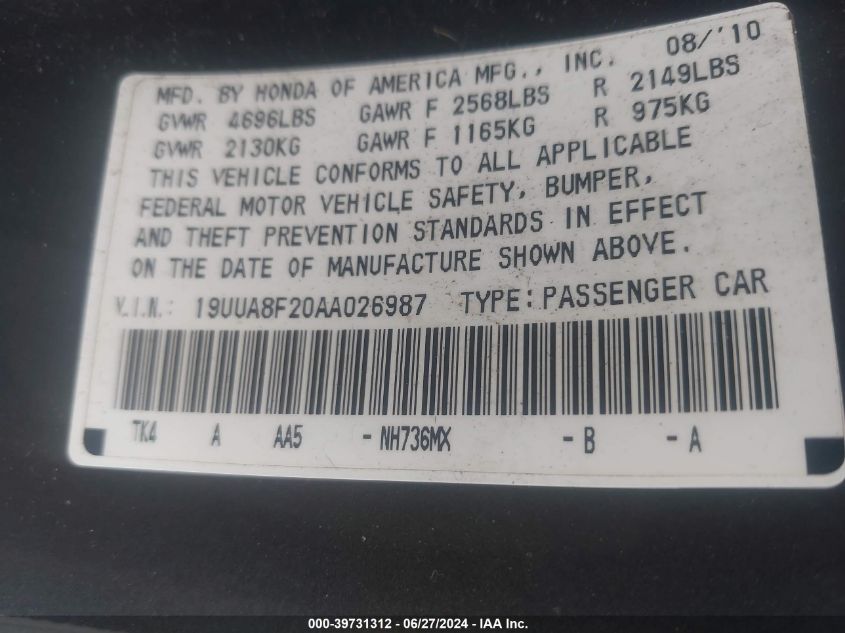 MFD. BY HONDA OF AMERICA MFG., INC. 08/'10
GVWR 4696LBS GAWR F 2568LBS R 2149LBS
GVWR 2130KG GAWR F 1165KG R 975KG
THIS VEHICLE CONFORMS TO ALL APPLICABLE
FEDERAL MOTOR VEHICLE SAFETY, BUMPER,
AND THEFT PREVENTION STANDARDS IN EFFECT
ON THE DATE OF MANUFACTURE SHOWN ABOVE.
V.I.N.: 19UUA8F20AA026987 TYPE:PASSENGER CAR
TK4 A AA5 -NH736MX -B -A
000-39731312 - 06/27/2024 - IAA Inc.